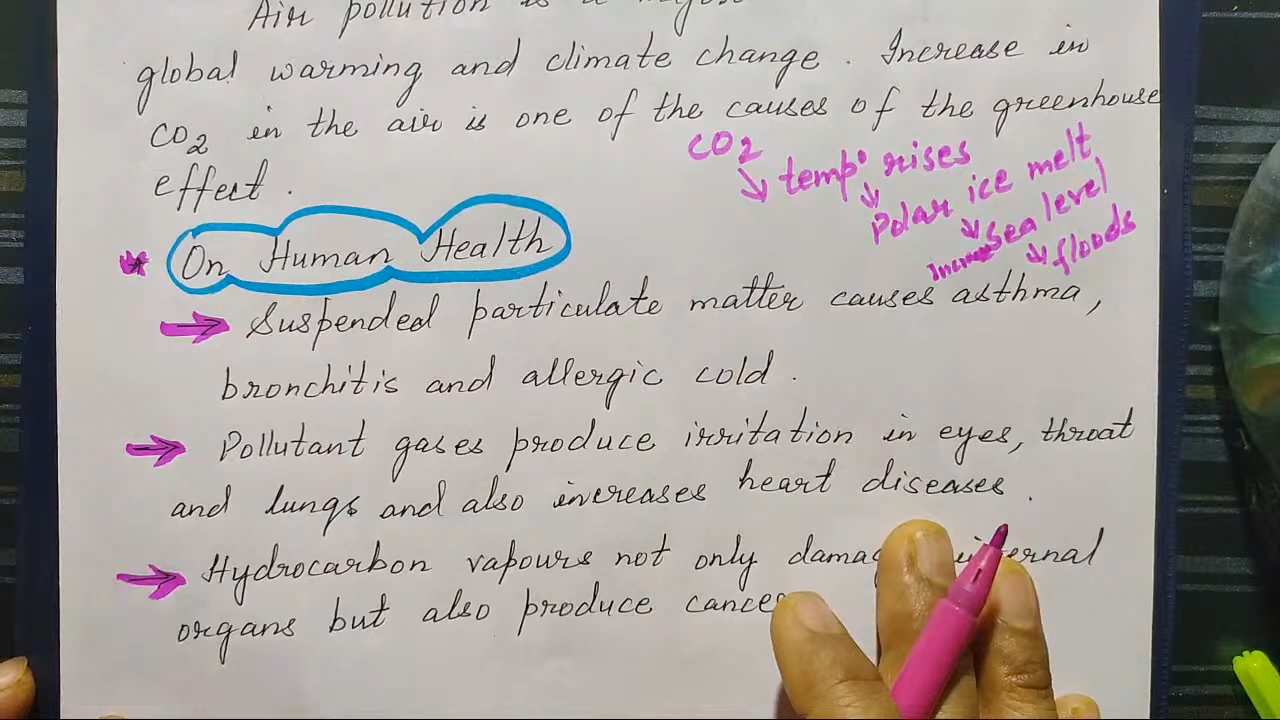 Air pollution is a
global warming and climate change. Increase in
CO2 in the air is one of the causes of the greenhouse
effect.
CO2
↓ temp° rises
↓ Polar ice melt
↓ Sea level
↓ floods
* On Human Health
→ Suspended particulate matter causes asthma,
bronchitis and allergic cold.
→ Pollutant gases produce irritation in eyes, throat
and lungs and also increases heart diseases.
→ Hydrocarbon vapours not only
organs but also produce